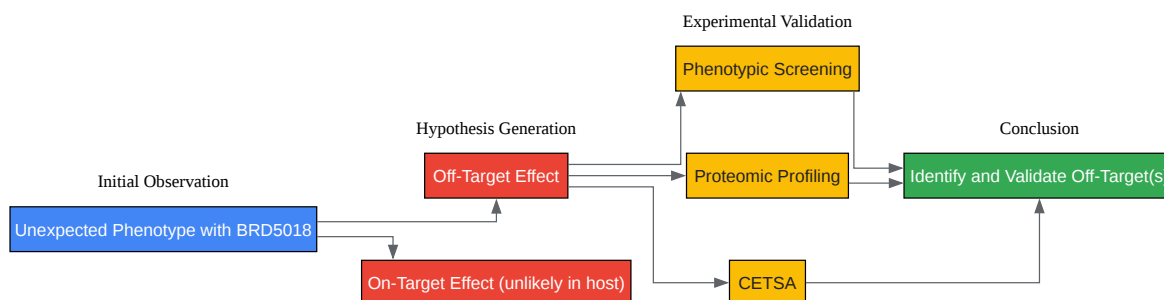 Experimental Validation
Phenotypic Screening
Hypothesis Generation
Conclusion
Off-Target Effect
Proteomic Profiling
Identify and Validate Off-Target(s
Initial Observation
Unexpected Phenotype with BRD5018
On-Target Effect (unlikely in host)
CETSA